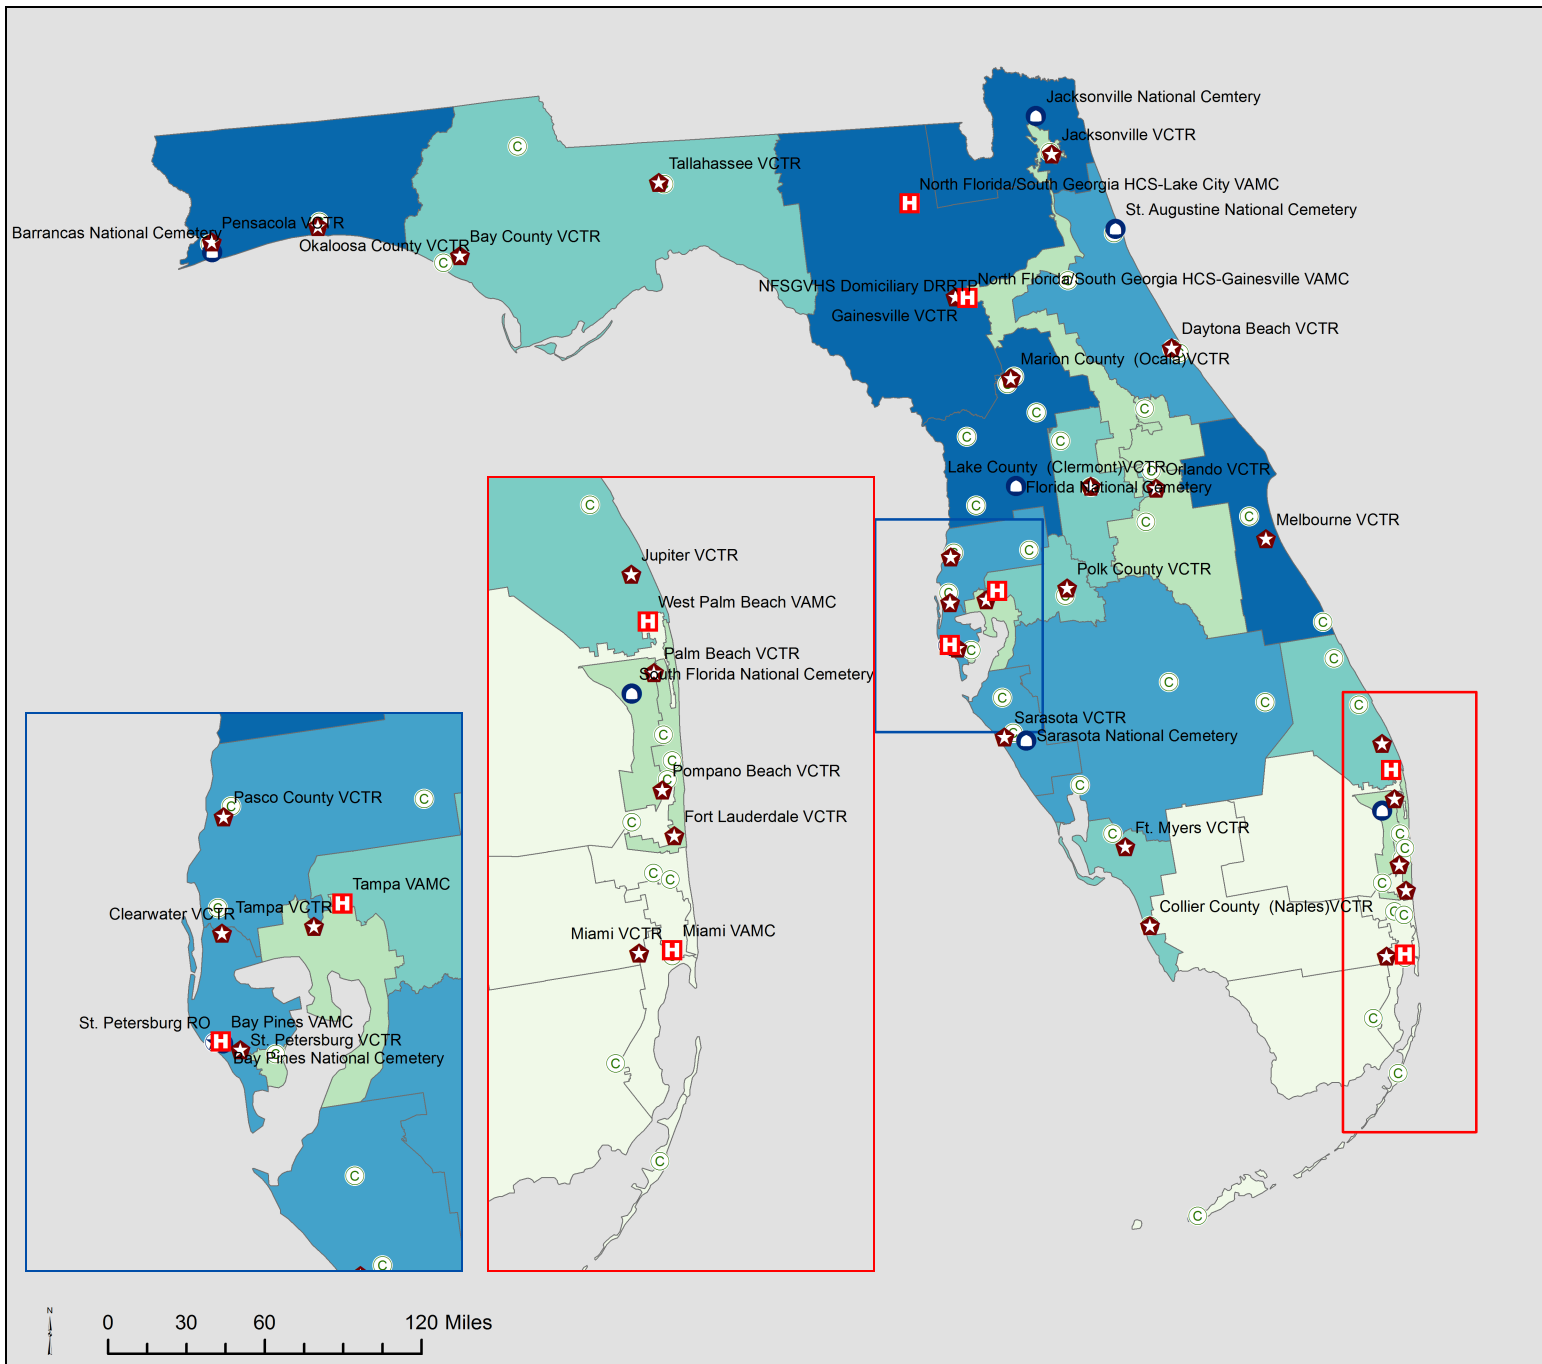 Jacksonville National Cemtery
Jacksonville VCTR
Tallahassee VCTR
North Florida/South Georgia HCS-Lake City VAMC
H
St. Augustine National Cemetery
Pensacola VCTR
Barrancas National Cemetery
Okaloosa County VCTR
Bay County VCTR
C
C
NFSGVHS Domiciliary DRRTP
North Florida/South Georgia HCS-Gainesville VAMC
H
Gainesville VCTR
Daytona Beach VCTR
Marion County (Ocala)VCTR
C
C
C
C
Lake County (Clermont)VCTR
Orlando VCTR
Florida National Cemetery
C
C
C
Melbourne VCTR
C
Polk County VCTR
H
H
C
C
C
C
C
C
C
Sarasota VCTR
Sarasota National Cemetery
C
H
C
Ft. Myers VCTR
C
C
C
Collier County (Naples)VCTR
C
H
C
C
C
C
Jupiter VCTR
West Palm Beach VAMC
H
Palm Beach VCTR
South Florida National Cemetery
C
C
C
Pompano Beach VCTR
Fort Lauderdale VCTR
C
C
C
Miami VCTR
Miami VAMC
H
C
C
Pasco County VCTR
C
C
Tampa VAMC
H
C
Clearwater VCTR
Tampa VCTR
St. Petersburg RO
Bay Pines VAMC
H
St. Petersburg VCTR
Bay Pines National Cemetery
C
C
N
S
0 30 60 120 Miles